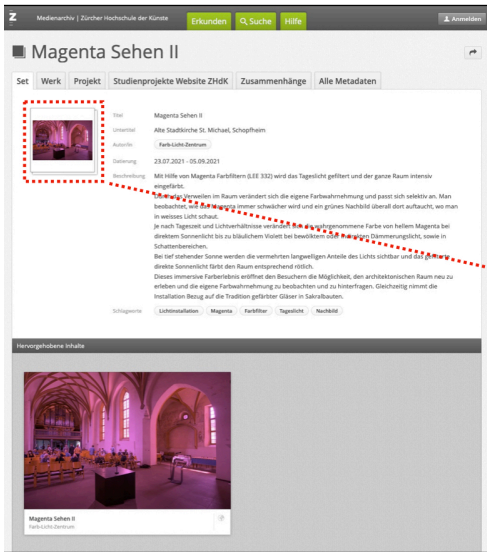 Z
Medienarchiv | Zürcher Hochschule der Künste
Erkunden
Suche
Hilfe
Anmelden
Magenta Sehen II
Set
Werk
Projekt
Studienprojekte Website ZHdK
Zusammenhänge
Alle Metadaten
Titel
Magenta Sehen II
Untertitel
Alte Stadtkirche St. Michael, Schopfheim
Autor/in
Farb-Licht-Zentrum
Datierung
23.07.2021 - 05.09.2021
Beschreibung
Mit Hilfe von Magenta Farbfiltern (LEE 332) wird das Tageslicht gefiltert und der ganze Raum intensiv
eingefärbt.
Verweilen im Raum verändert sich die eigene Farbwahrnehmung und passt sich selektiv an. Man
beobachtet, wie das Magenta immer schwächer wird und ein grünes Nachbild überall dort auftaucht, wo man
in weisses Licht schaut.
Je nach Tageszeit und Lichtverhältnisse verändert sich die wahrgenommene Farbe von hellem Magenta bei
direktem Sonnenlicht bis zu bläulichem Violett bei bewölktem oder Dämmerungslicht, sowie in
Schattenbereichen.
Bei tief stehender Sonne werden die vermehrten langwelligen Anteile des Lichts sichtbar und das
direkte Sonnenlicht färbt den Raum entsprechend rötlich.
Dieses immersive Farberlebnis eröffnet den Besuchern die Möglichkeit, den architektonischen Raum neu zu
erleben und die eigene Farbwahrnehmung zu beobachten und zu hinterfragen. Gleichzeitig nimmt die
Installation Bezug auf die Tradition gefärbter Gläser in Sakralbauten.
Schlagworte
Lichtinstallation
Magenta
Farbfilter
Tageslicht
Nachbild
Hervorgehobene Inhalte
Magenta Sehen II
Farb-Licht-Zentrum